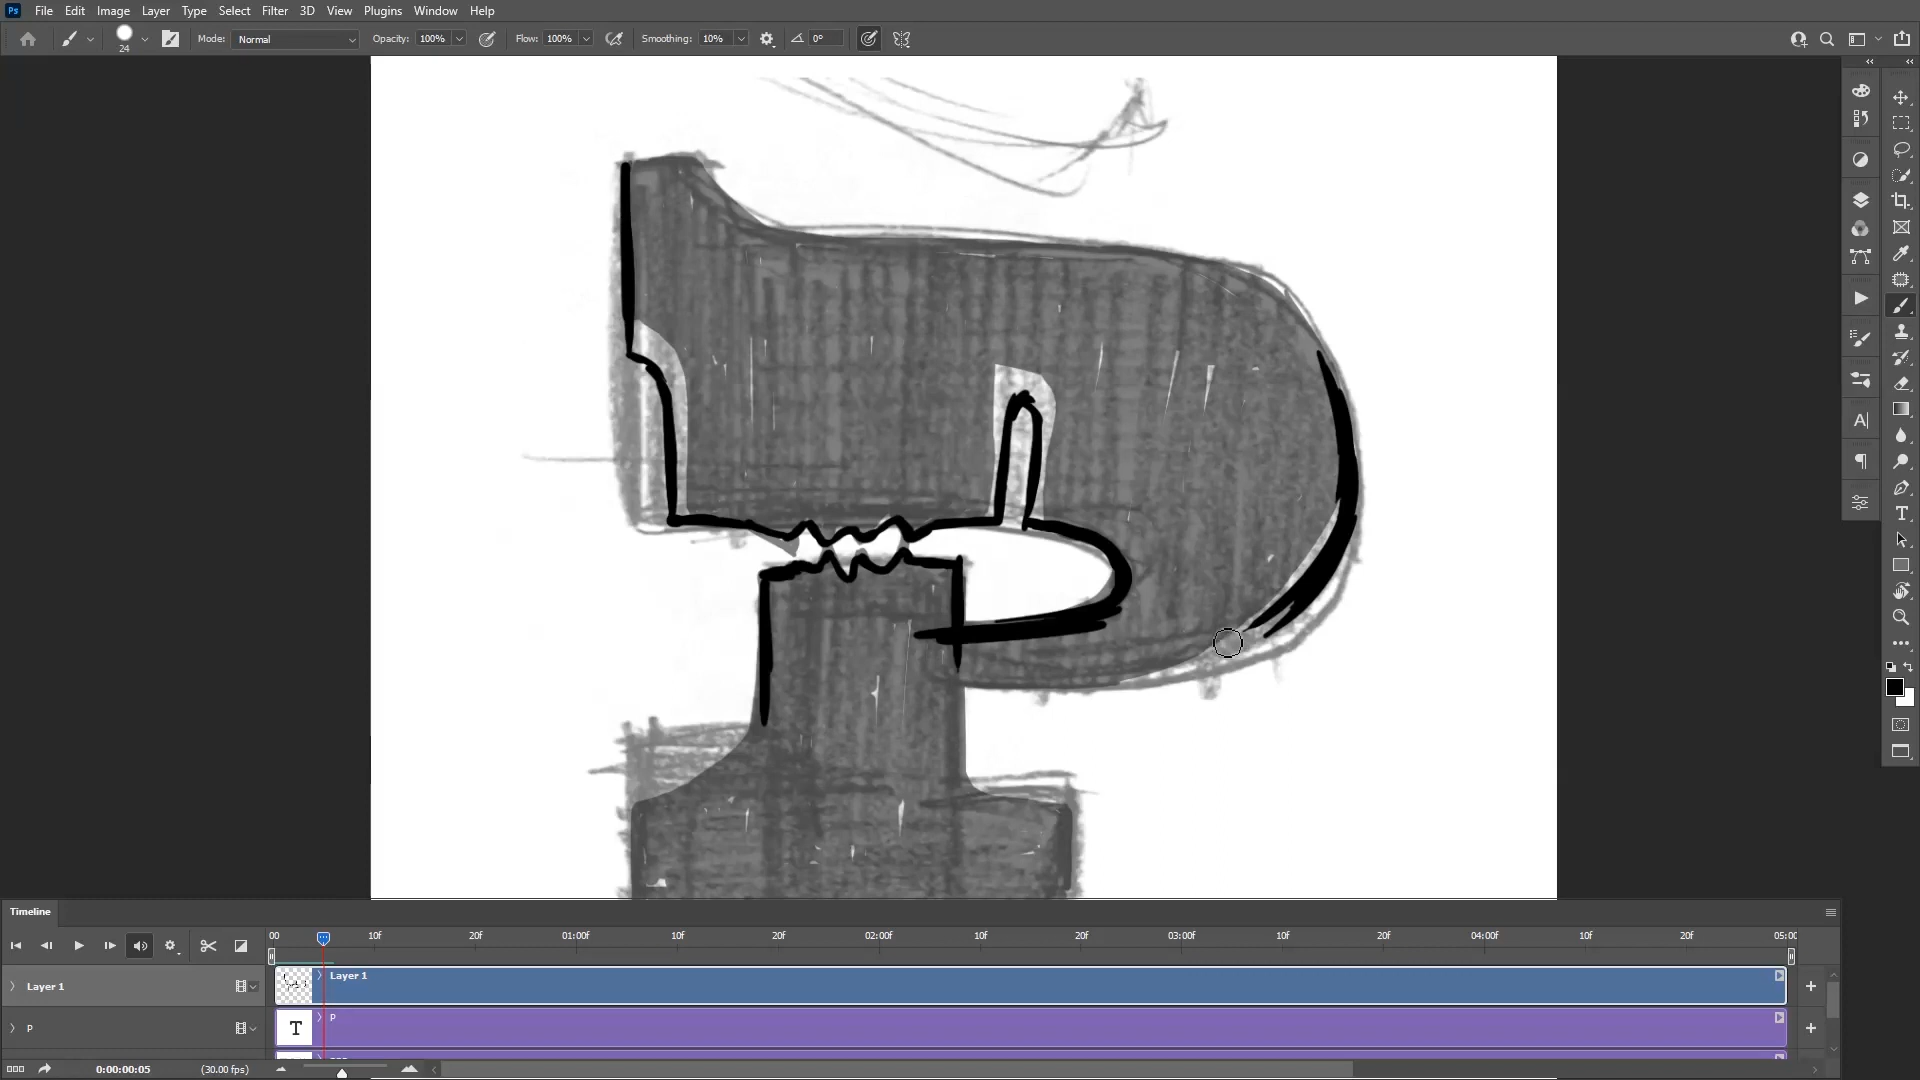 Ps File Edit Image Layer Type Select Filter 3D View Plugins Window Help
24 Mode: Normal Opacity: 100% Flow: 100% Smoothing: 10% 0°
A
T
Timeline
00 10f 20f 01:00f 10f 20f 02:00f 10f 20f 03:00f 10f 20f 04:00f 10f 20f 05:00
Layer 1
Layer 1
P
T
P
0:00:00:05 (30.00 fps)